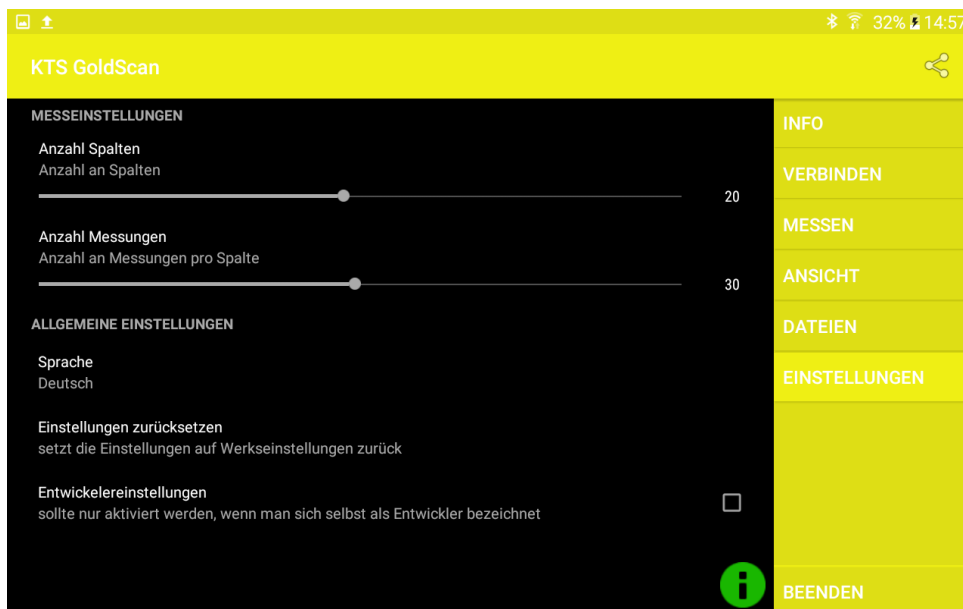 32% 14:57
KTS GoldScan
MESSEINSTELLUNGEN
Anzahl Spalten
Anzahl an Spalten
20
Anzahl Messungen
Anzahl an Messungen pro Spalte
30
ALLGEMEINE EINSTELLUNGEN
Sprache
Deutsch
Einstellungen zurücksetzen
setzt die Einstellungen auf Werkseinstellungen zurück
Entwickelereinstellungen
sollte nur aktiviert werden, wenn man sich selbst als Entwickler bezeichnet
INFO
VERBINDEN
MESSEN
ANSICHT
DATEIEN
EINSTELLUNGEN
BEENDEN